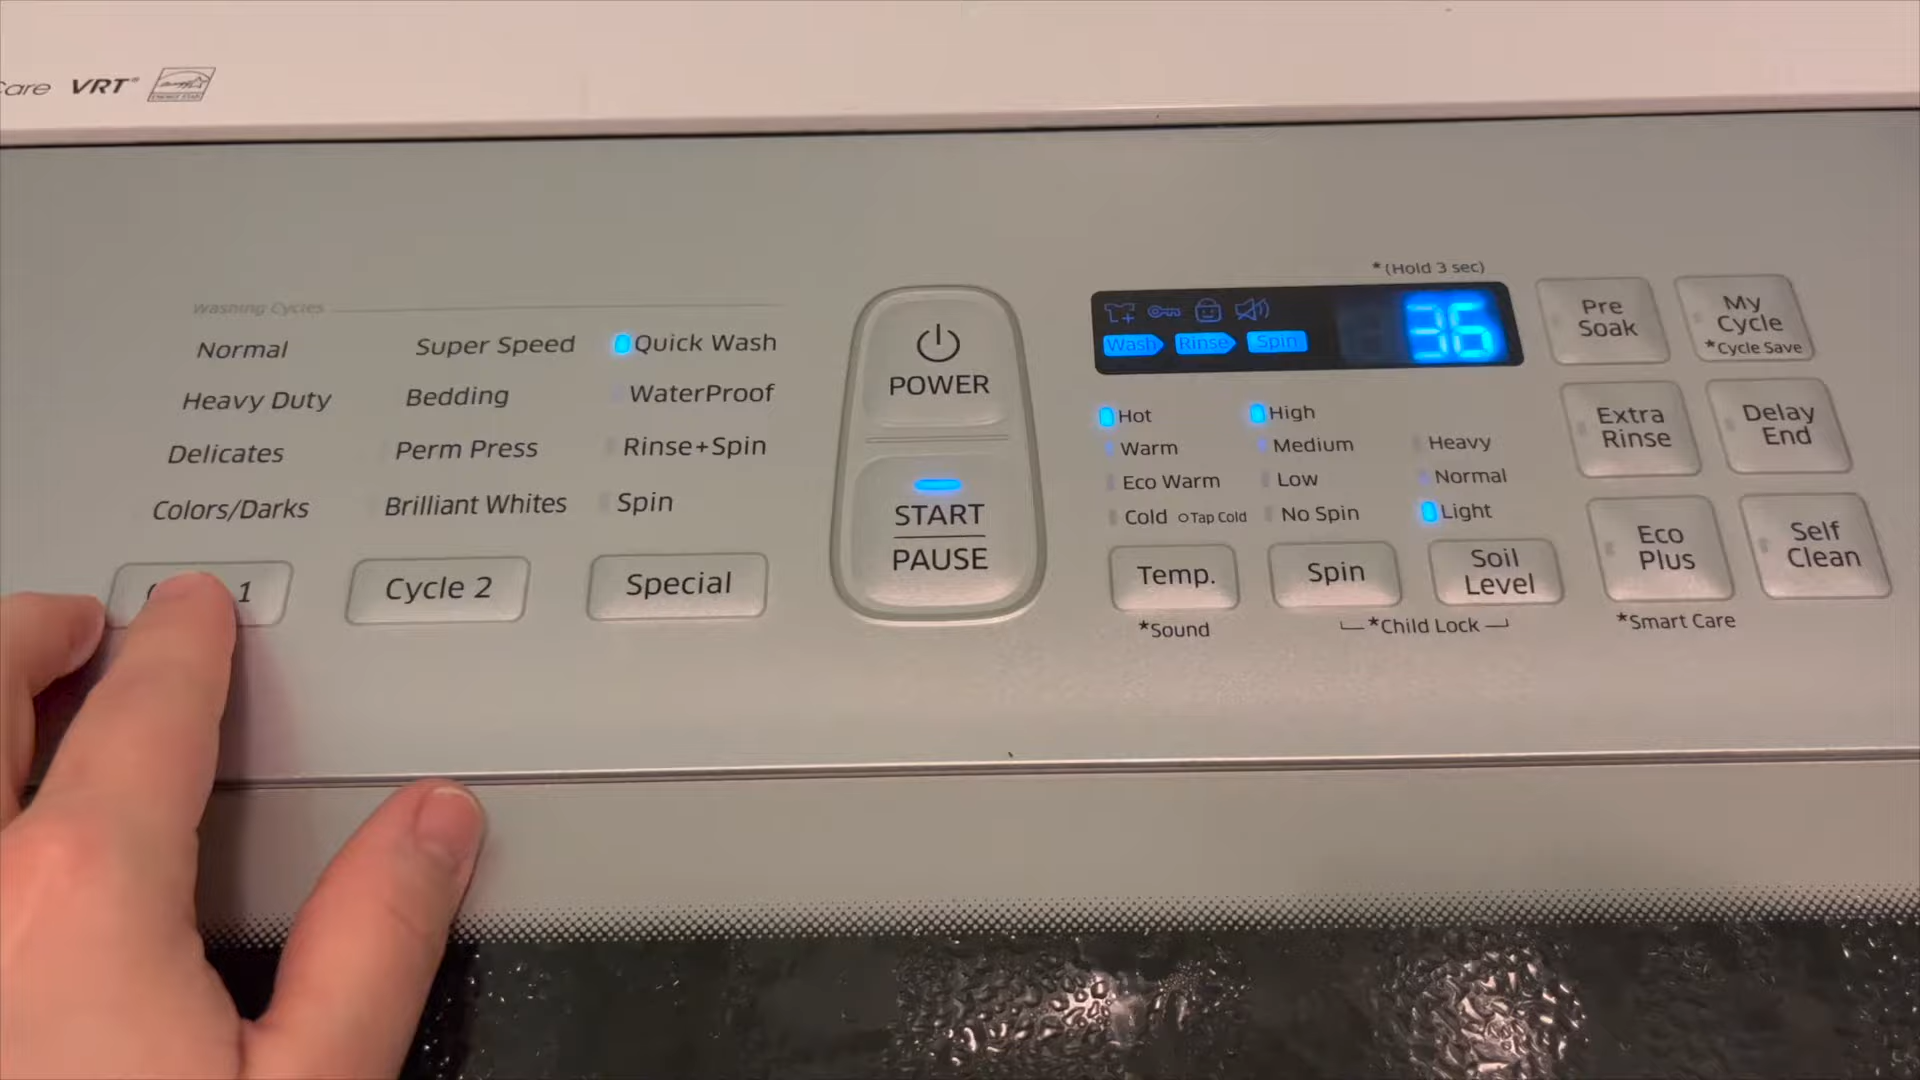 Care VRT
ENERGY STAR
Washing Cycles
Normal
Heavy Duty
Delicates
Colors/Darks
1
Super Speed
Bedding
Perm Press
Brilliant Whites
Cycle 2
Quick Wash
WaterProof
Rinse+Spin
Spin
Special
POWER
START
PAUSE
*(Hold 3 sec)
36
Wash Rinse Spin
Hot
Warm
Eco Warm
Cold Tap Cold
Temp.
*Sound
High
Medium
Low
No Spin
Spin
Heavy
Normal
Light
Soil
Level
*Child Lock
Pre
Soak
My
Cycle
*Cycle Save
Extra
Rinse
Delay
End
Eco
Plus
*Smart Care
Self
Clean